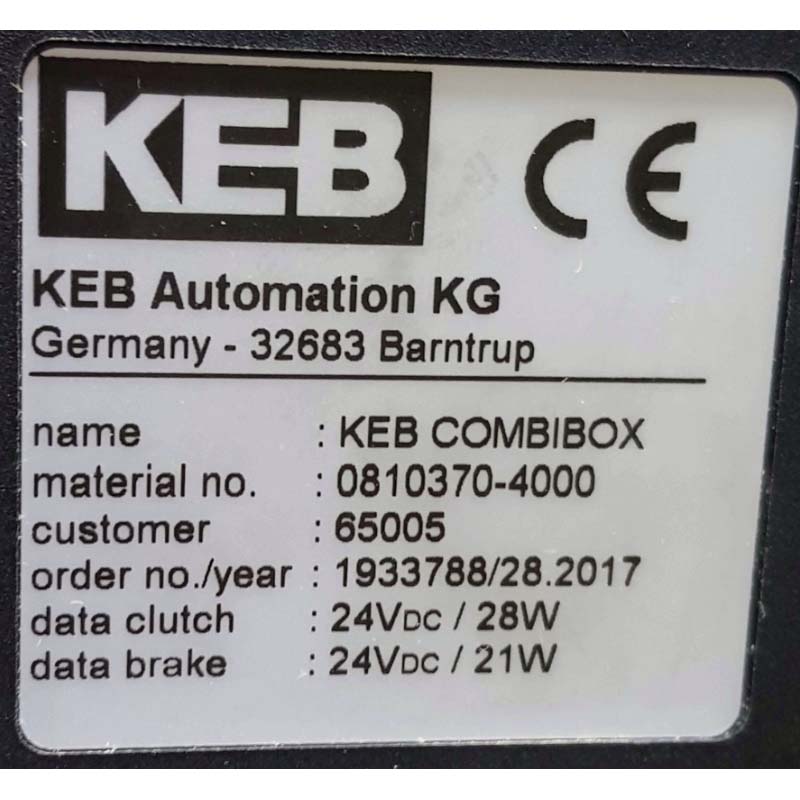 KEB CE
KEB Automation KG
Germany - 32683 Barntrup
name : KEB COMBIBOX
material no. : 0810370-4000
customer : 65005
order no./year : 1933788/28.2017
data clutch : 24VDC / 28W
data brake : 24VDC / 21W